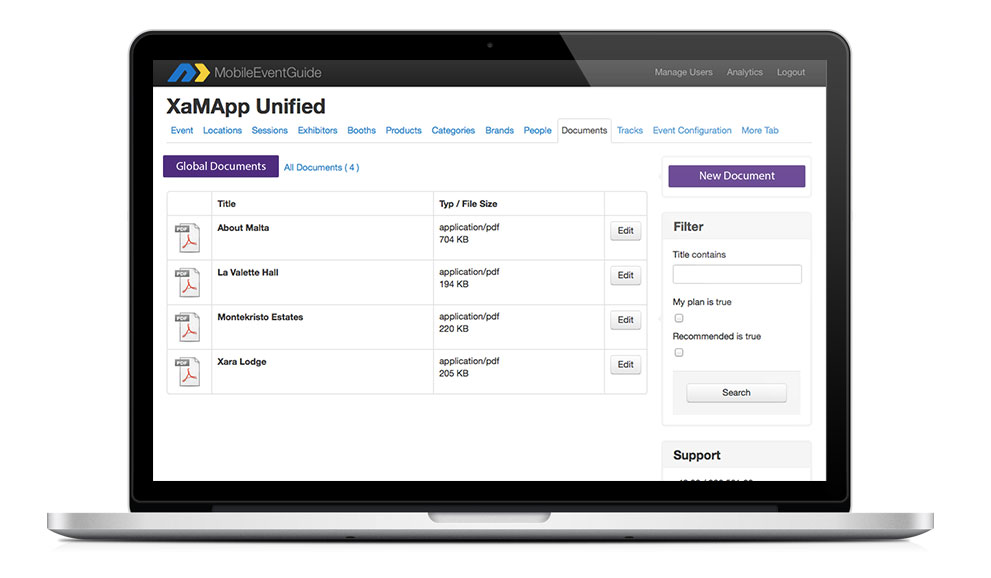 MobileEventGuide
Manage Users Analytics Logout
XaMApp Unified
Event Locations Sessions Exhibitors Booths Products Categories Brands People Documents Tracks Event Configuration More Tab
Global Documents All Documents ( 4 )
New Document
Title Typ / File Size
PDF About Malta application/pdf Edit
704 KB
PDF La Valette Hall application/pdf Edit
194 KB
PDF Montekristo Estates application/pdf Edit
220 KB
PDF Xara Lodge application/pdf Edit
205 KB
Filter
Title contains
My plan is true
Recommended is true
Search
Support